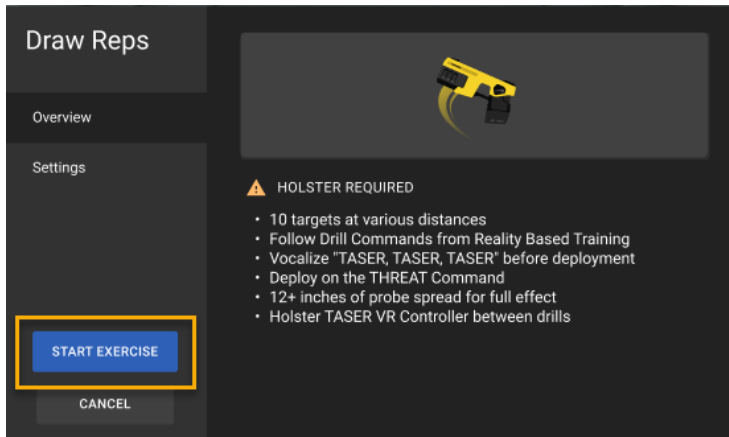 Draw Reps
Overview
Settings
START EXERCISE
CANCEL
HOLSTER REQUIRED
• 10 targets at various distances
• Follow Drill Commands from Reality Based Training
• Vocalize "TASER, TASER, TASER" before deployment
• Deploy on the THREAT Command
• 12+ inches of probe spread for full effect
• Holster TASER VR Controller between drills